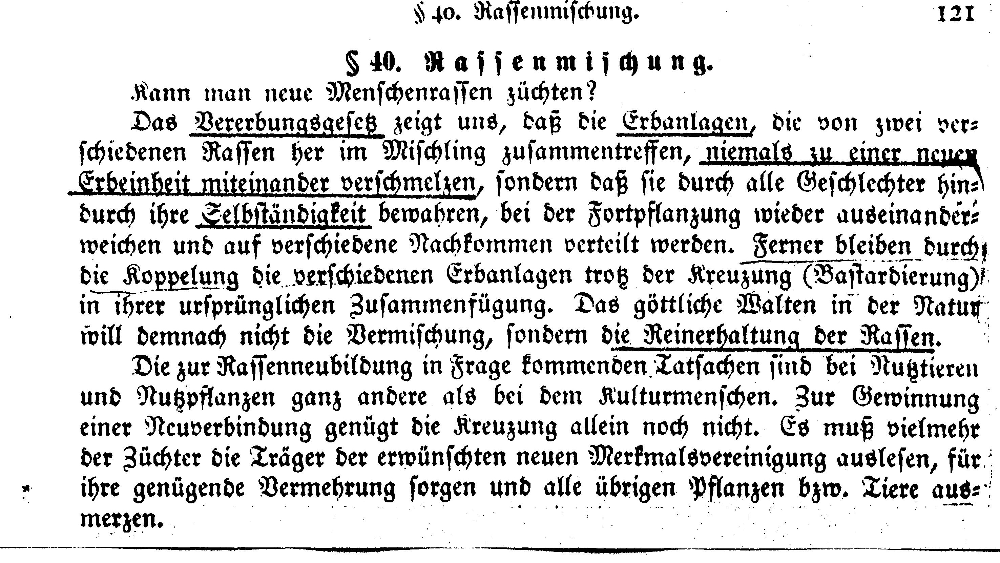 § 40. Rassenmischung. 121
§ 40. Rassenmischung.
Kann man neue Menschenrassen züchten?
Das Vererbungsgesetz zeigt uns, daß die Erbanlagen, die von zwei ver-
schiedenen Rassen her im Mischling zusammentreffen, niemals zu einer neuen
Erbeinheit miteinander verschmelzen, sondern daß sie durch alle Geschlechter hin-
durch ihre Selbständigkeit bewahren, bei der Fortpflanzung wieder auseinander-
weichen und auf verschiedene Nachkommen verteilt werden. Ferner bleiben durch
die Koppelung die verschiedenen Erbanlagen trotz der Kreuzung (Bastardierung)
in ihrer ursprünglichen Zusammenfügung. Das göttliche Walten in der Natur
will demnach nicht die Vermischung, sondern die Reinerhaltung der Rassen.
Die zur Rassenneubildung in Frage kommenden Tatsachen sind bei Nutztieren
und Nutzpflanzen ganz andere als bei dem Kulturmenschen. Zur Gewinnung
einer Neuverbindung genügt die Kreuzung allein noch nicht. Es muß vielmehr
der Züchter die Träger der erwünschten neuen Merkmalsvereinigung auslesen, für
ihre genügende Vermehrung sorgen und alle übrigen Pflanzen bzw. Tiere aus-
merzen.